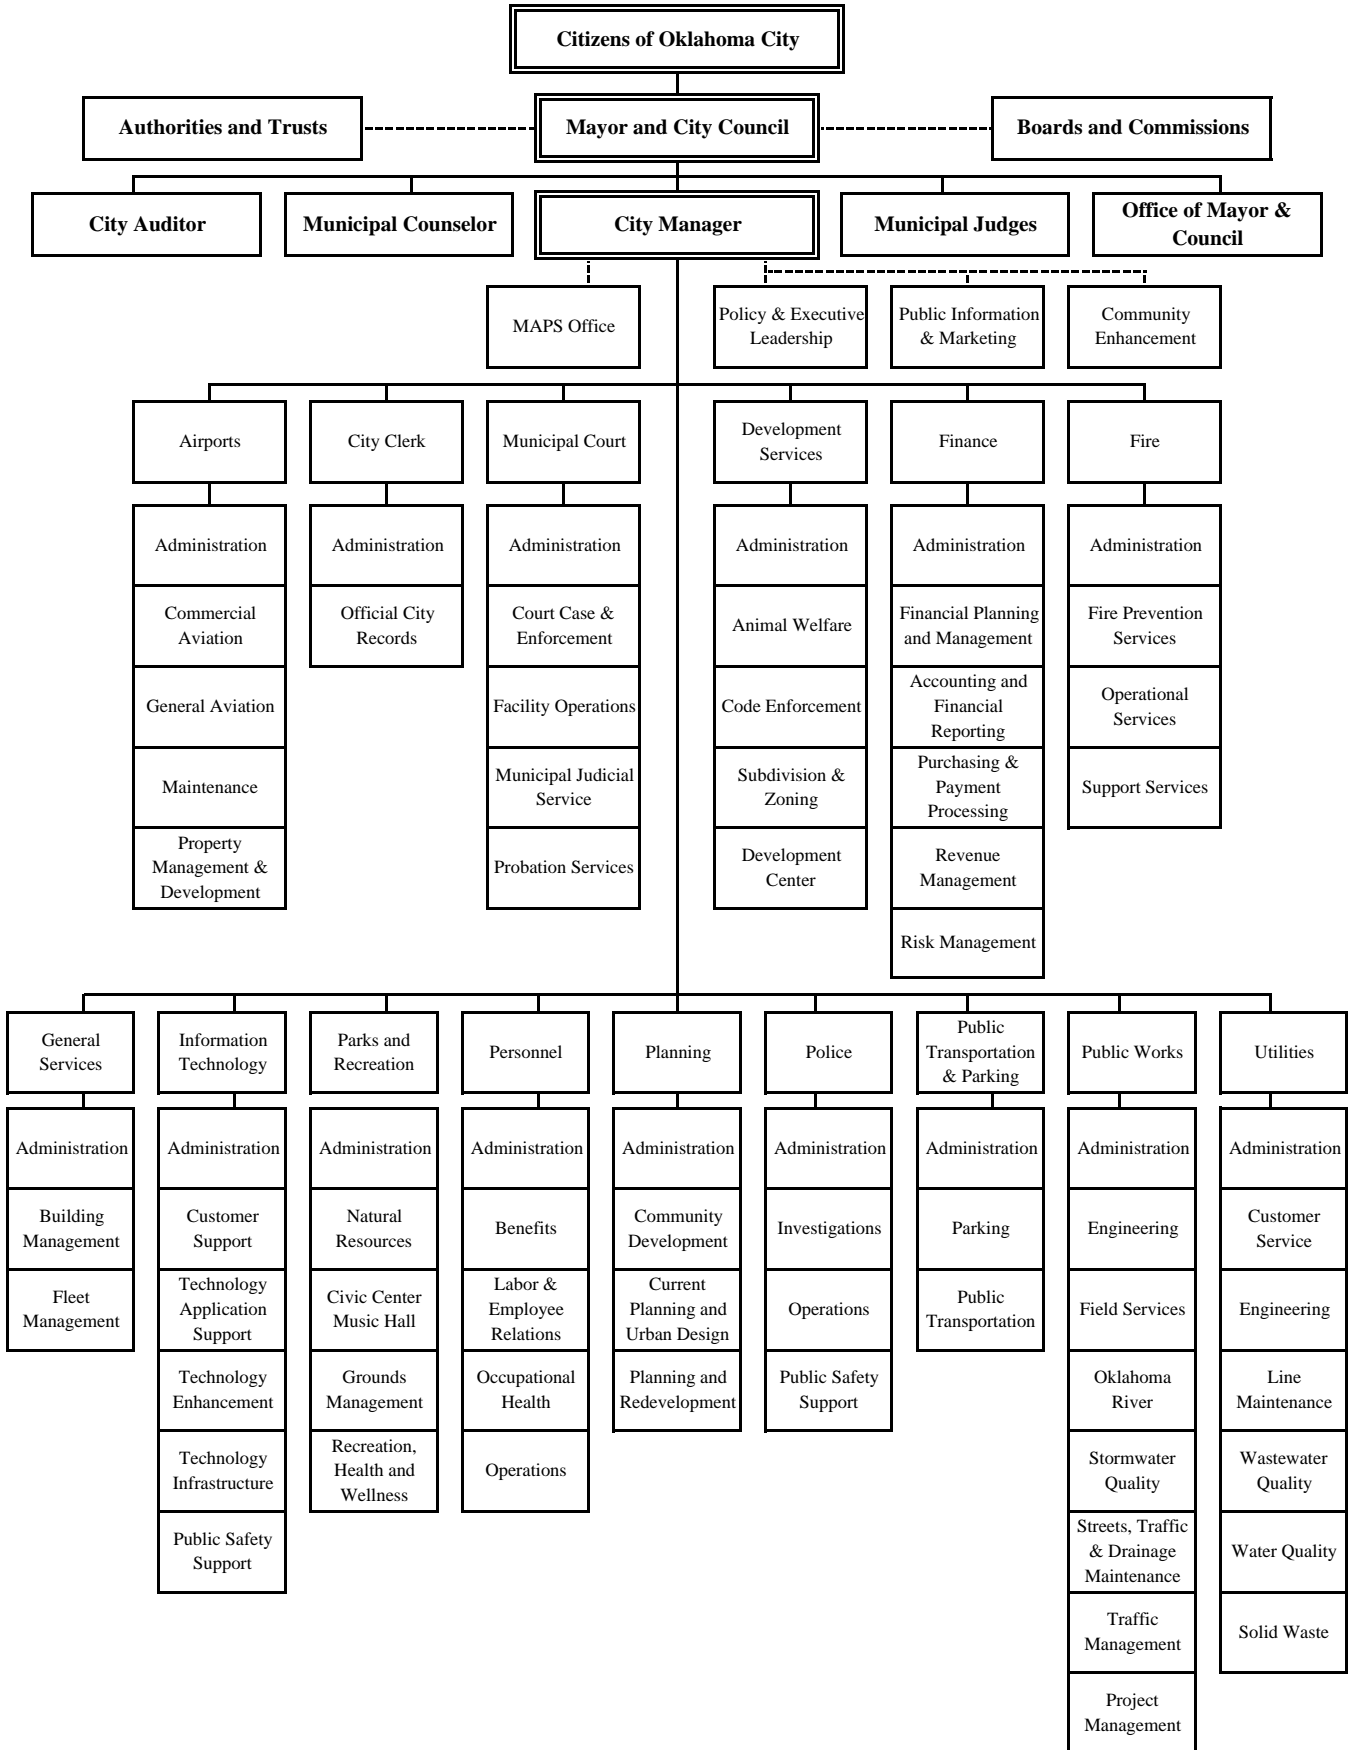 Citizens of Oklahoma City
Authorities and Trusts
Mayor and City Council
Boards and Commissions
City Auditor
Municipal Counselor
City Manager
Municipal Judges
Office of Mayor &
Council
MAPS Office
Policy & Executive
Leadership
Public Information
& Marketing
Community
Enhancement
Airports
City Clerk
Municipal Court
Development
Services
Finance
Fire
Administration
Commercial
Aviation
General Aviation
Maintenance
Property
Management &
Development
Administration
Official City
Records
Administration
Court Case &
Enforcement
Facility Operations
Municipal Judicial
Service
Probation Services
Administration
Animal Welfare
Code Enforcement
Subdivision &
Zoning
Development
Center
Administration
Financial Planning
and Management
Accounting and
Financial
Reporting
Purchasing &
Payment
Processing
Revenue
Management
Risk Management
Administration
Fire Prevention
Services
Operational
Services
Support Services
General
Services
Administration
Building
Management
Fleet
Management
Information
Technology
Administration
Customer
Support
Technology
Application
Support
Technology
Enhancement
Technology
Infrastructure
Public Safety
Support
Parks and
Recreation
Administration
Natural
Resources
Civic Center
Music Hall
Grounds
Management
Recreation,
Health and
Wellness
Personnel
Administration
Benefits
Labor &
Employee
Relations
Occupational
Health
Operations
Planning
Administration
Community
Development
Current
Planning and
Urban Design
Planning and
Redevelopment
Police
Administration
Investigations
Operations
Public Safety
Support
Public
Transportation
& Parking
Administration
Parking
Public
Transportation
Public Works
Administration
Engineering
Field Services
Oklahoma
River
Stormwater
Quality
Streets, Traffic
& Drainage
Maintenance
Traffic
Management
Project
Management
Utilities
Administration
Customer
Service
Engineering
Line
Maintenance
Wastewater
Quality
Water Quality
Solid Waste